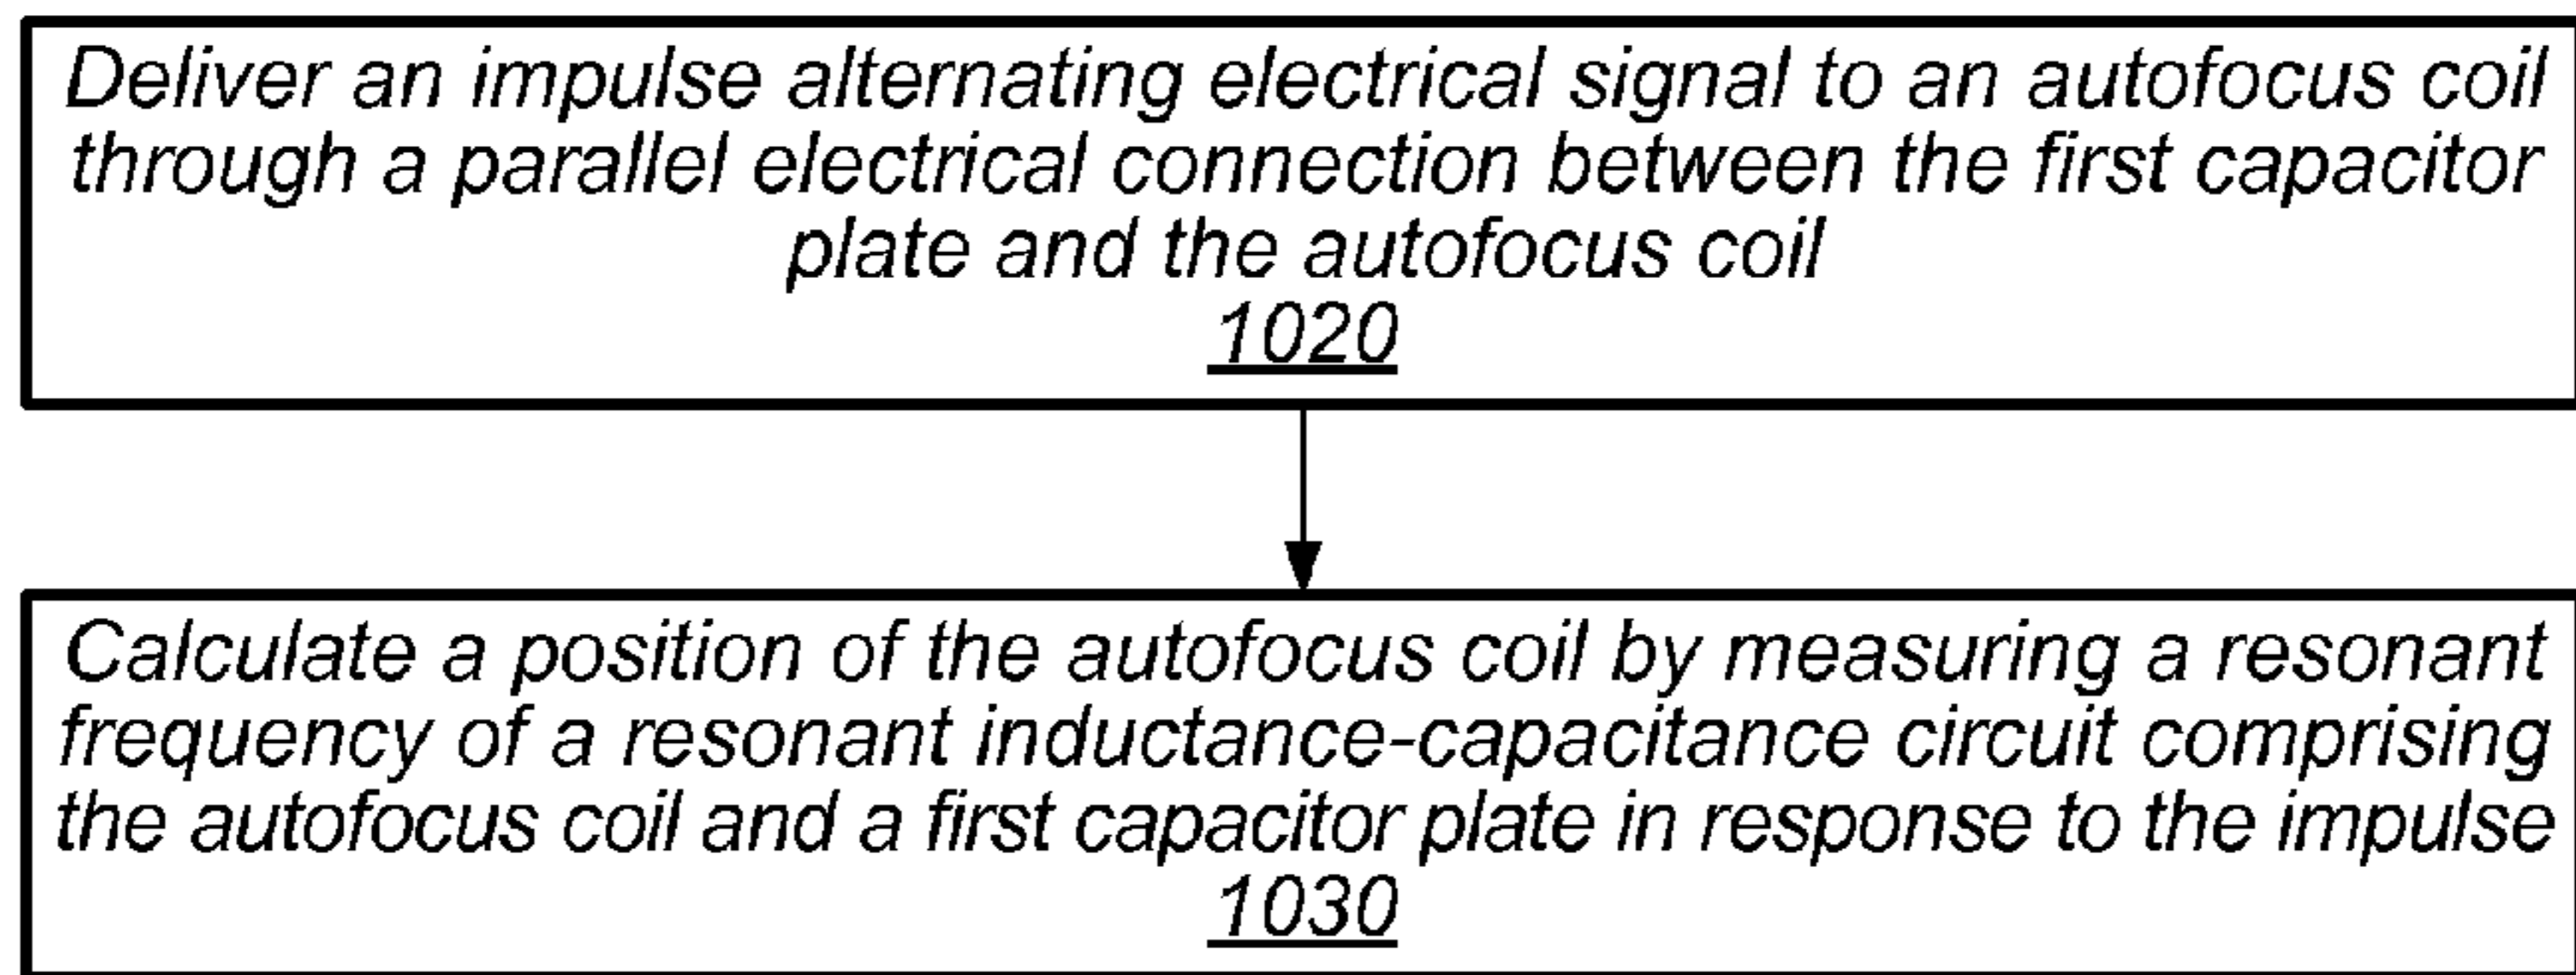 Deliver an impulse alternating electrical signal to an autofocus coil
through a parallel electrical connection between the first capacitor
plate and the autofocus coil
1020
Calculate a position of the autofocus coil by measuring a resonant
frequency of a resonant inductance-capacitance circuit comprising
the autofocus coil and a first capacitor plate in response to the impulse
1030